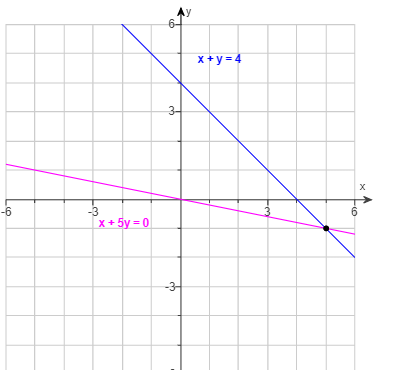 y
6
x + y = 4
3
x
-6
-3
3
6
x + 5y = 0
-3